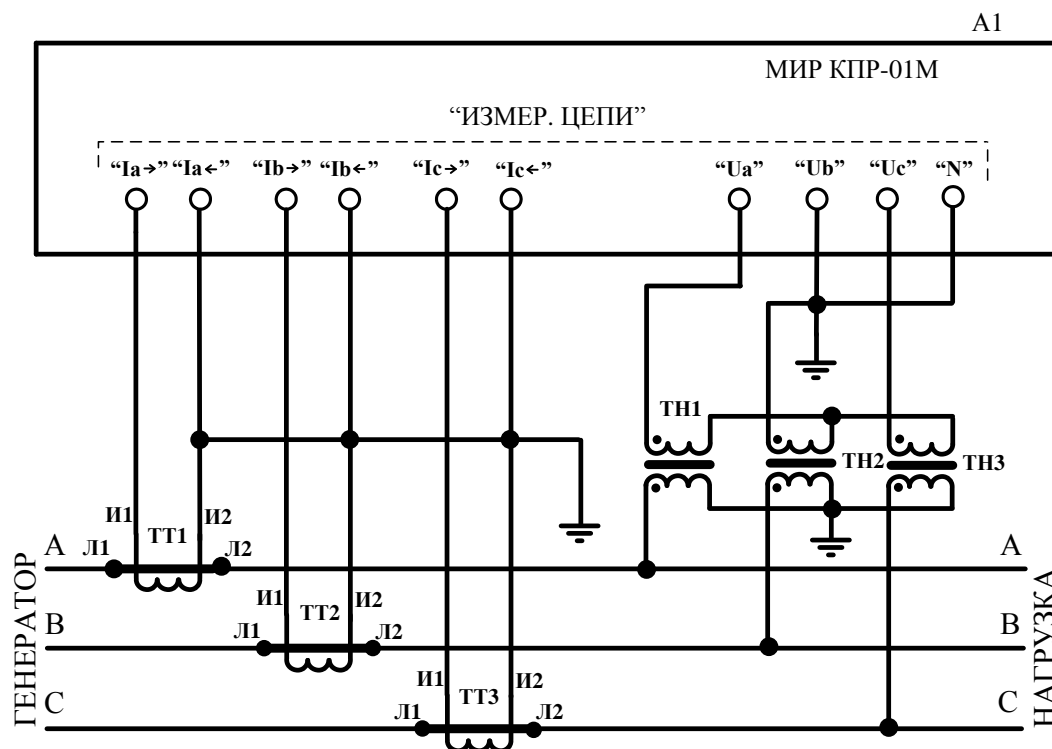 А1
МИР КПР-01М
“ИЗМЕР. ЦЕПИ”
“Ia→” “Ia←” “Ib→” “Ib←” “Ic→” “Ic←” “Ua” “Ub” “Uc” “N”
ТН1
ТН2 ТН3
И1 ТТ1 И2
А Л1 Л2 А
И1 ТТ2 И2
В Л1 Л2 В
И1 ТТ3 И2
С Л1 Л2 С
ГЕНЕРАТОР
НАГРУЗКА